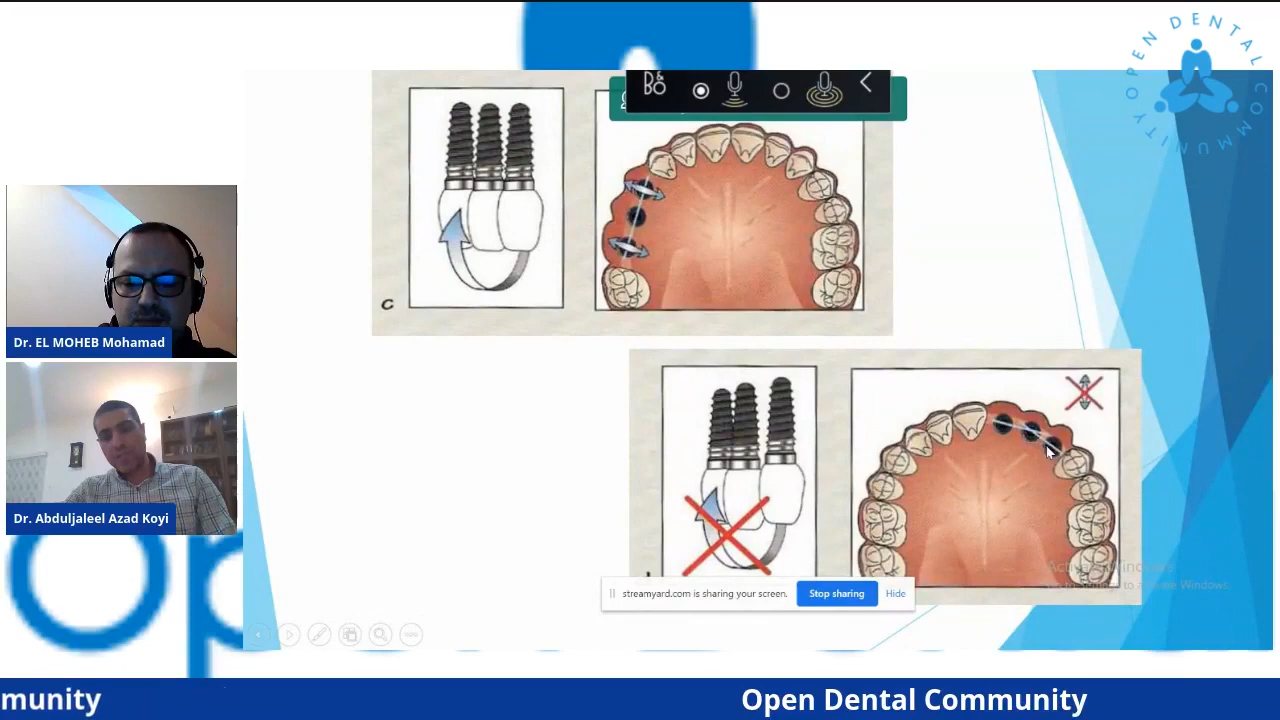 OPEN DENTAL COMMUNITY
D&
BO
C
Dr. EL MOHEB Mohamad
Dr. Abduljaleel Azad Koyi
streamyard.com is sharing your screen.
Stop sharing
Hide
munity
Open Dental Community